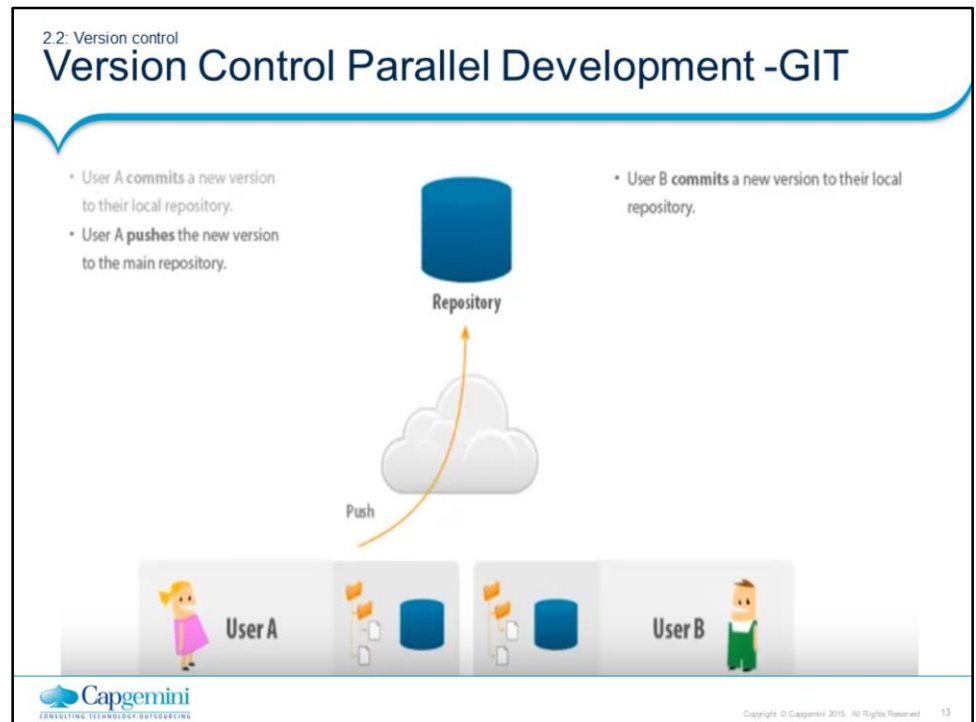 2.2: Version control
Version Control Parallel Development -GIT
• User A commits a new version
to their local repository.
• User A pushes the new version
to the main repository.
• User B commits a new version to their local
repository.
Repository
Push
User A
User B
Capgemini
CONSULTING.TECHNOLOGY.OUTSOURCING
Copyright © Capgemini 2015. All Rights Reserved 13